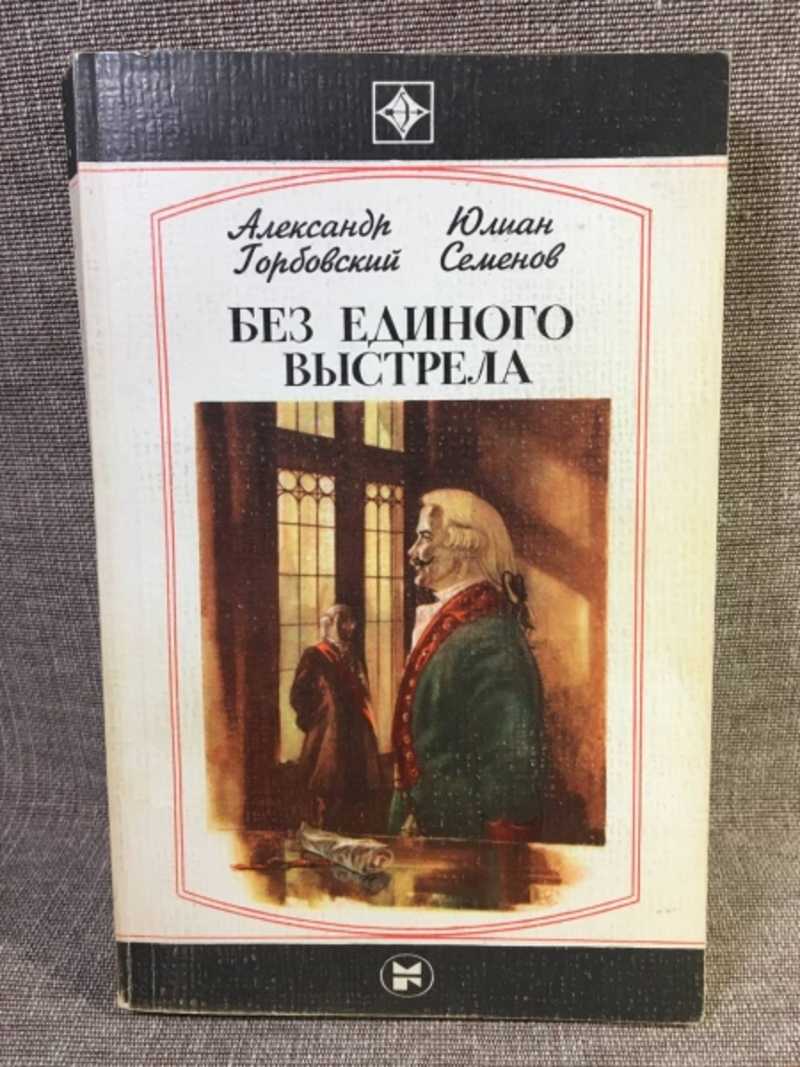 Александр Юлиан
Горбовский Семенов
БЕЗ ЕДИНОГО
ВЫСТРЕЛА